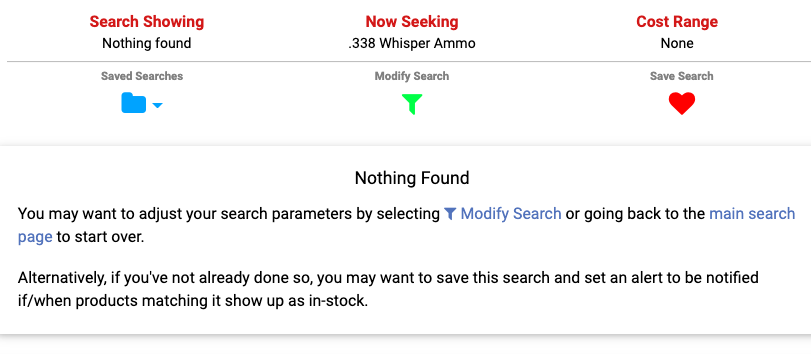 Search Showing
Now Seeking
Cost Range
Nothing found
.338 Whisper Ammo
None
Saved Searches
Modify Search
Save Search
Nothing Found
You may want to adjust your search parameters by selecting Modify Search or going back to the main search
page to start over.
Alternatively, if you've not already done so, you may want to save this search and set an alert to be notified
if/when products matching it show up as in-stock.